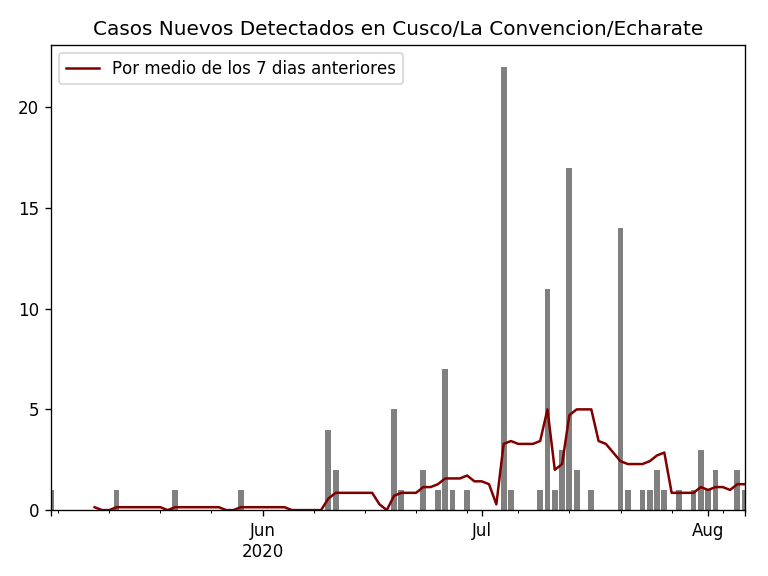 Casos Nuevos Detectados en Cusco/La Convencion/Echarate
Por medio de los 7 dias anteriores
20
15
10
5
0
Jun
2020
Jul
Aug